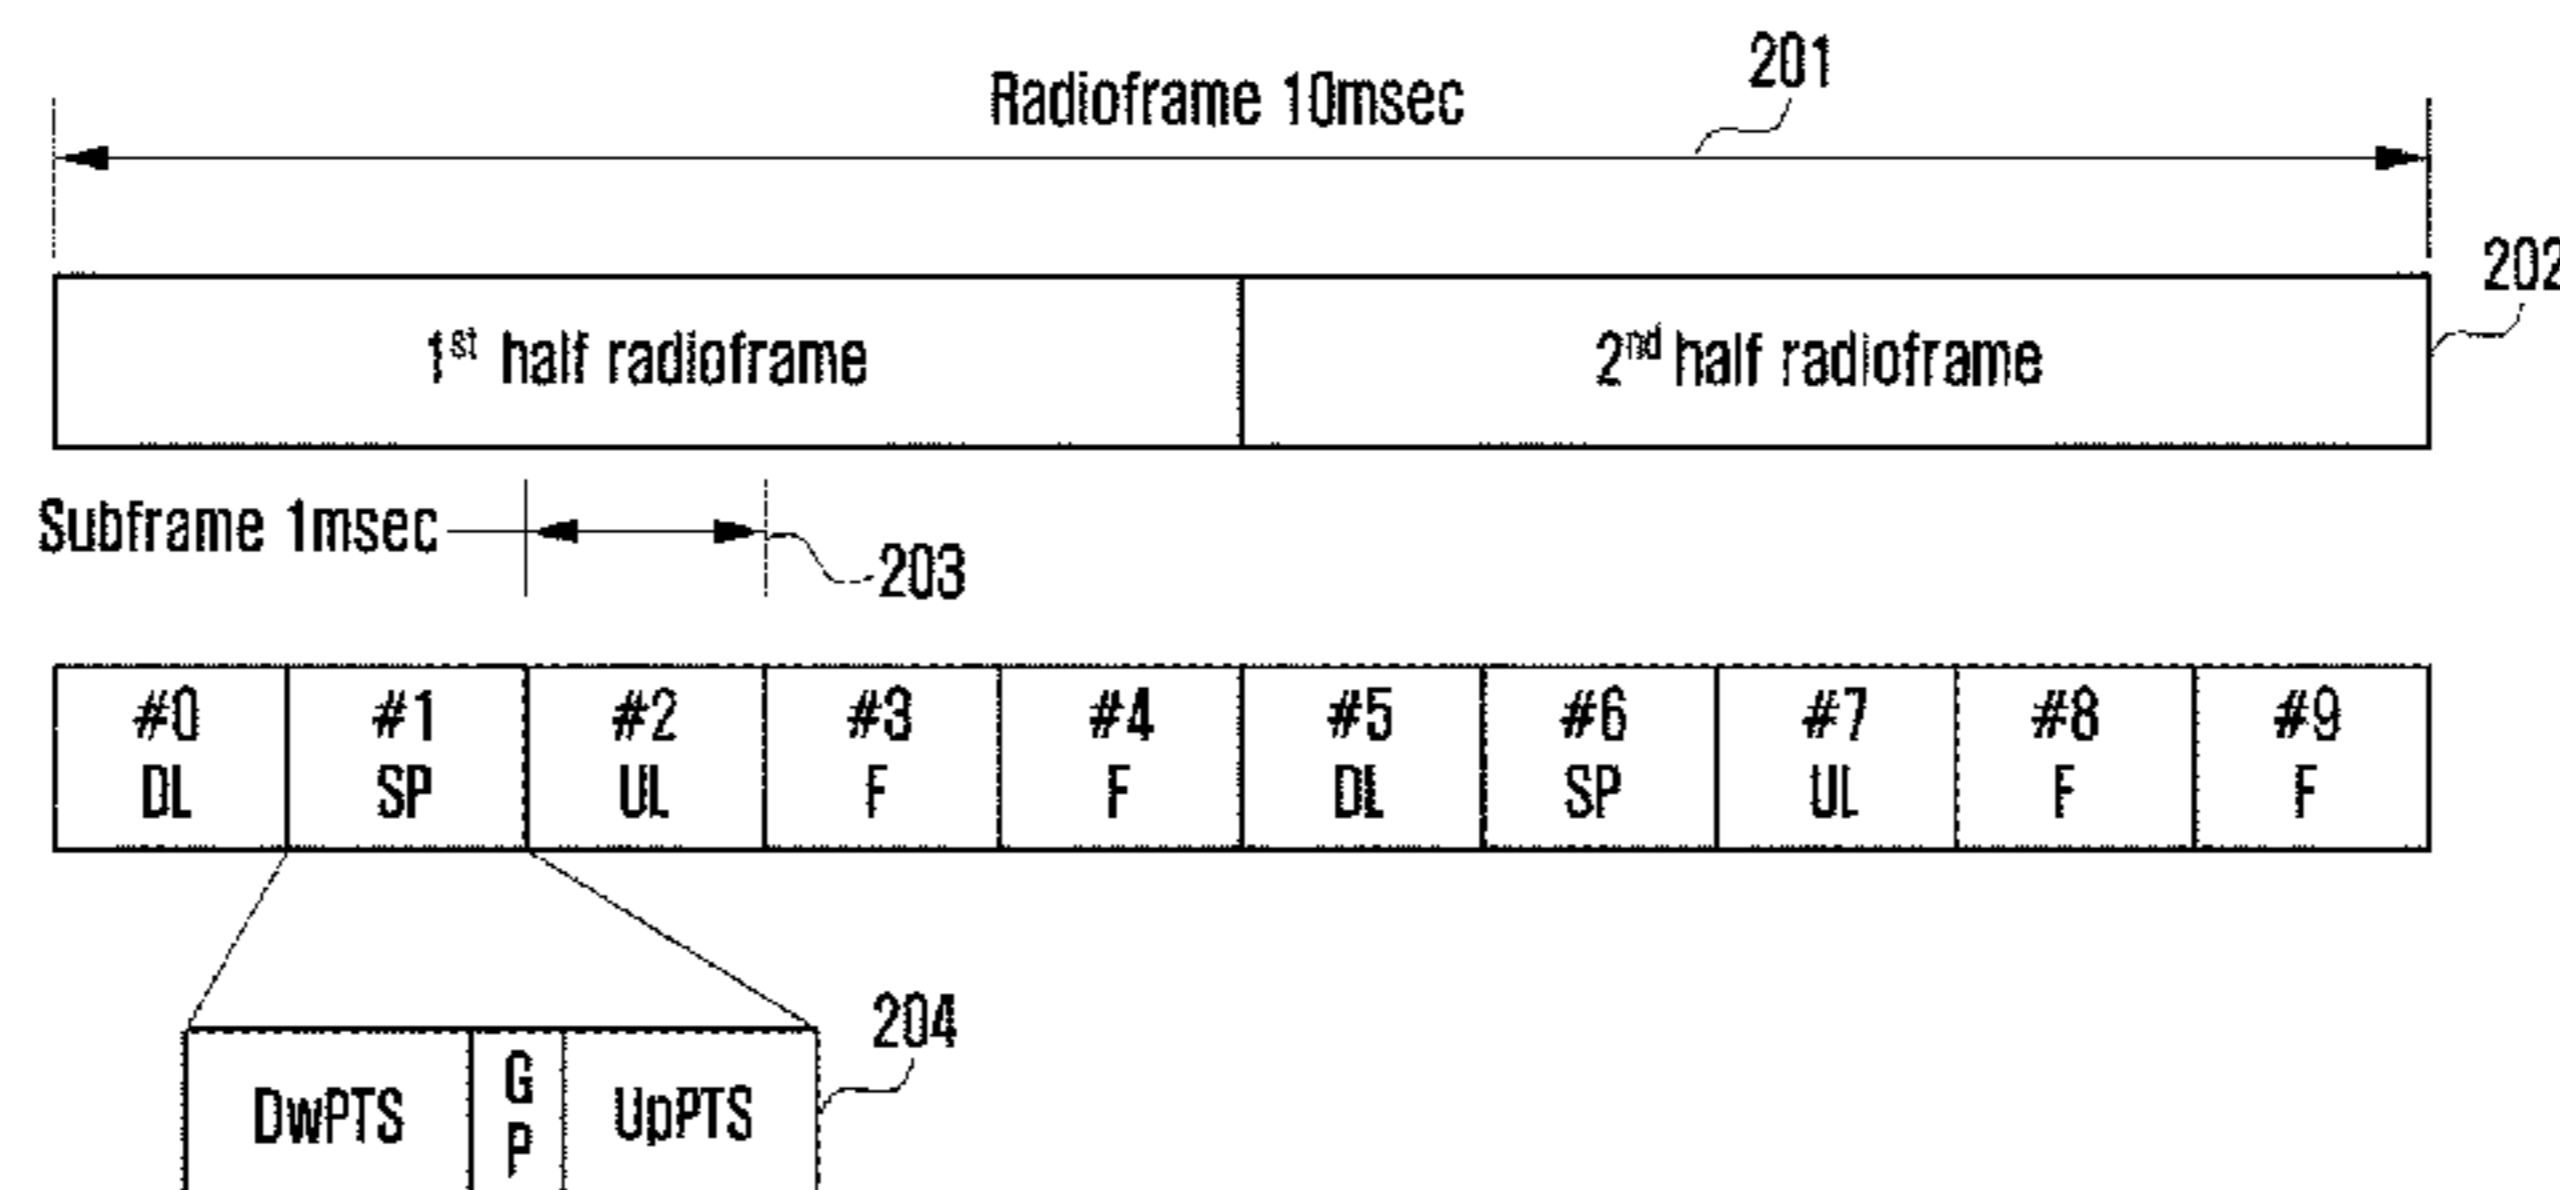 201
Radioframe 10msec
202
1st half radioframe 2nd half radioframe
Subframe 1msec
203
#0 #1 #2 #3 #4 #5 #6 #7 #8 #9
DL SP UL F F DL SP UL F F
204
DwPTS GP UpPTS